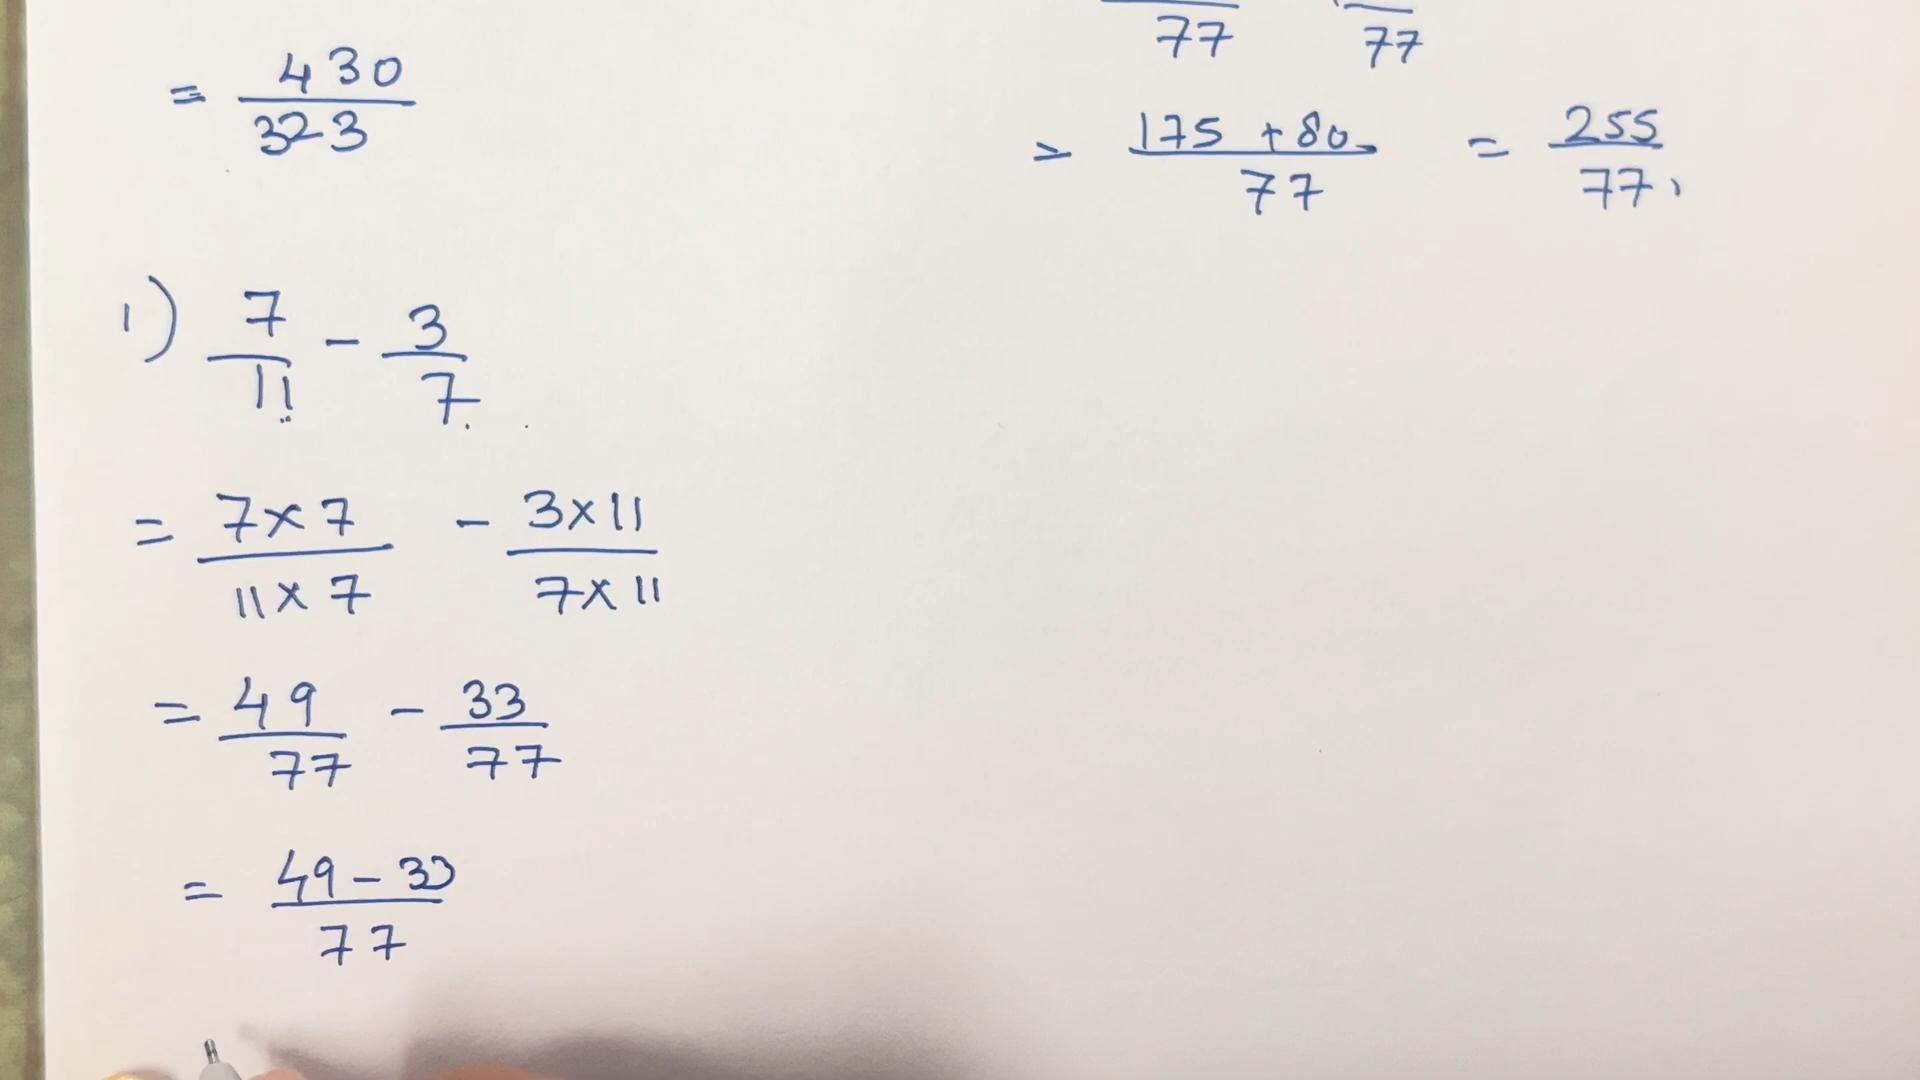 = 430/323
77 77
= (175 + 80)/77 = 255/77
1) 7/11 - 3/7
= (7×7)/(11×7) - (3×11)/(7×11)
= 49/77 - 33/77
= (49 - 33)/77